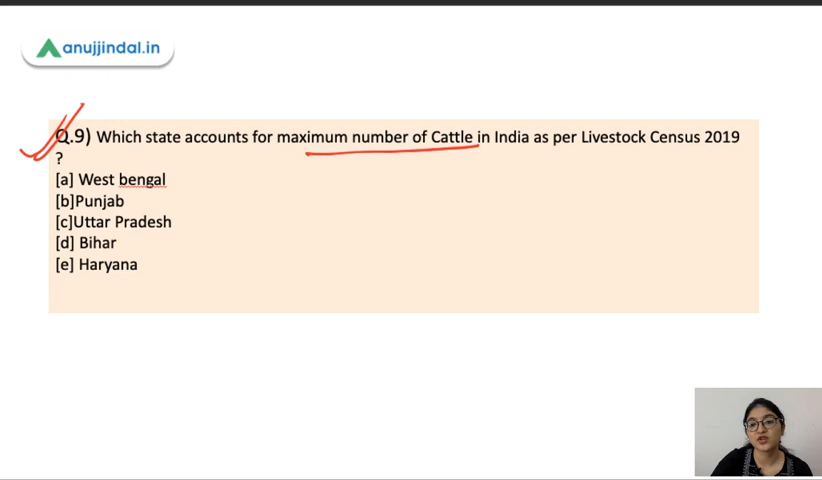 anujjindal.in
Q.9) Which state accounts for maximum number of Cattle in India as per Livestock Census 2019
?
[a] West bengal
[b]Punjab
[c]Uttar Pradesh
[d] Bihar
[e] Haryana